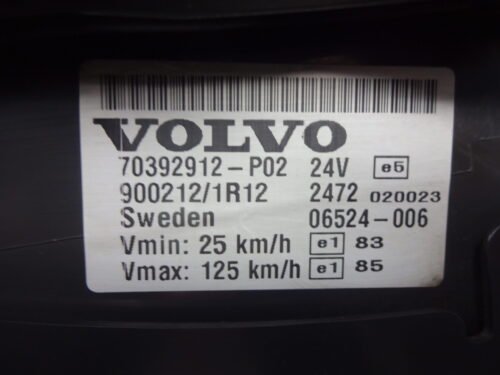 VOLVO
70392912-P02 24V e5
900212/1R12 2472 020023
Sweden 06524-006
Vmin: 25 km/h e1 83
Vmax: 125 km/h e1 85